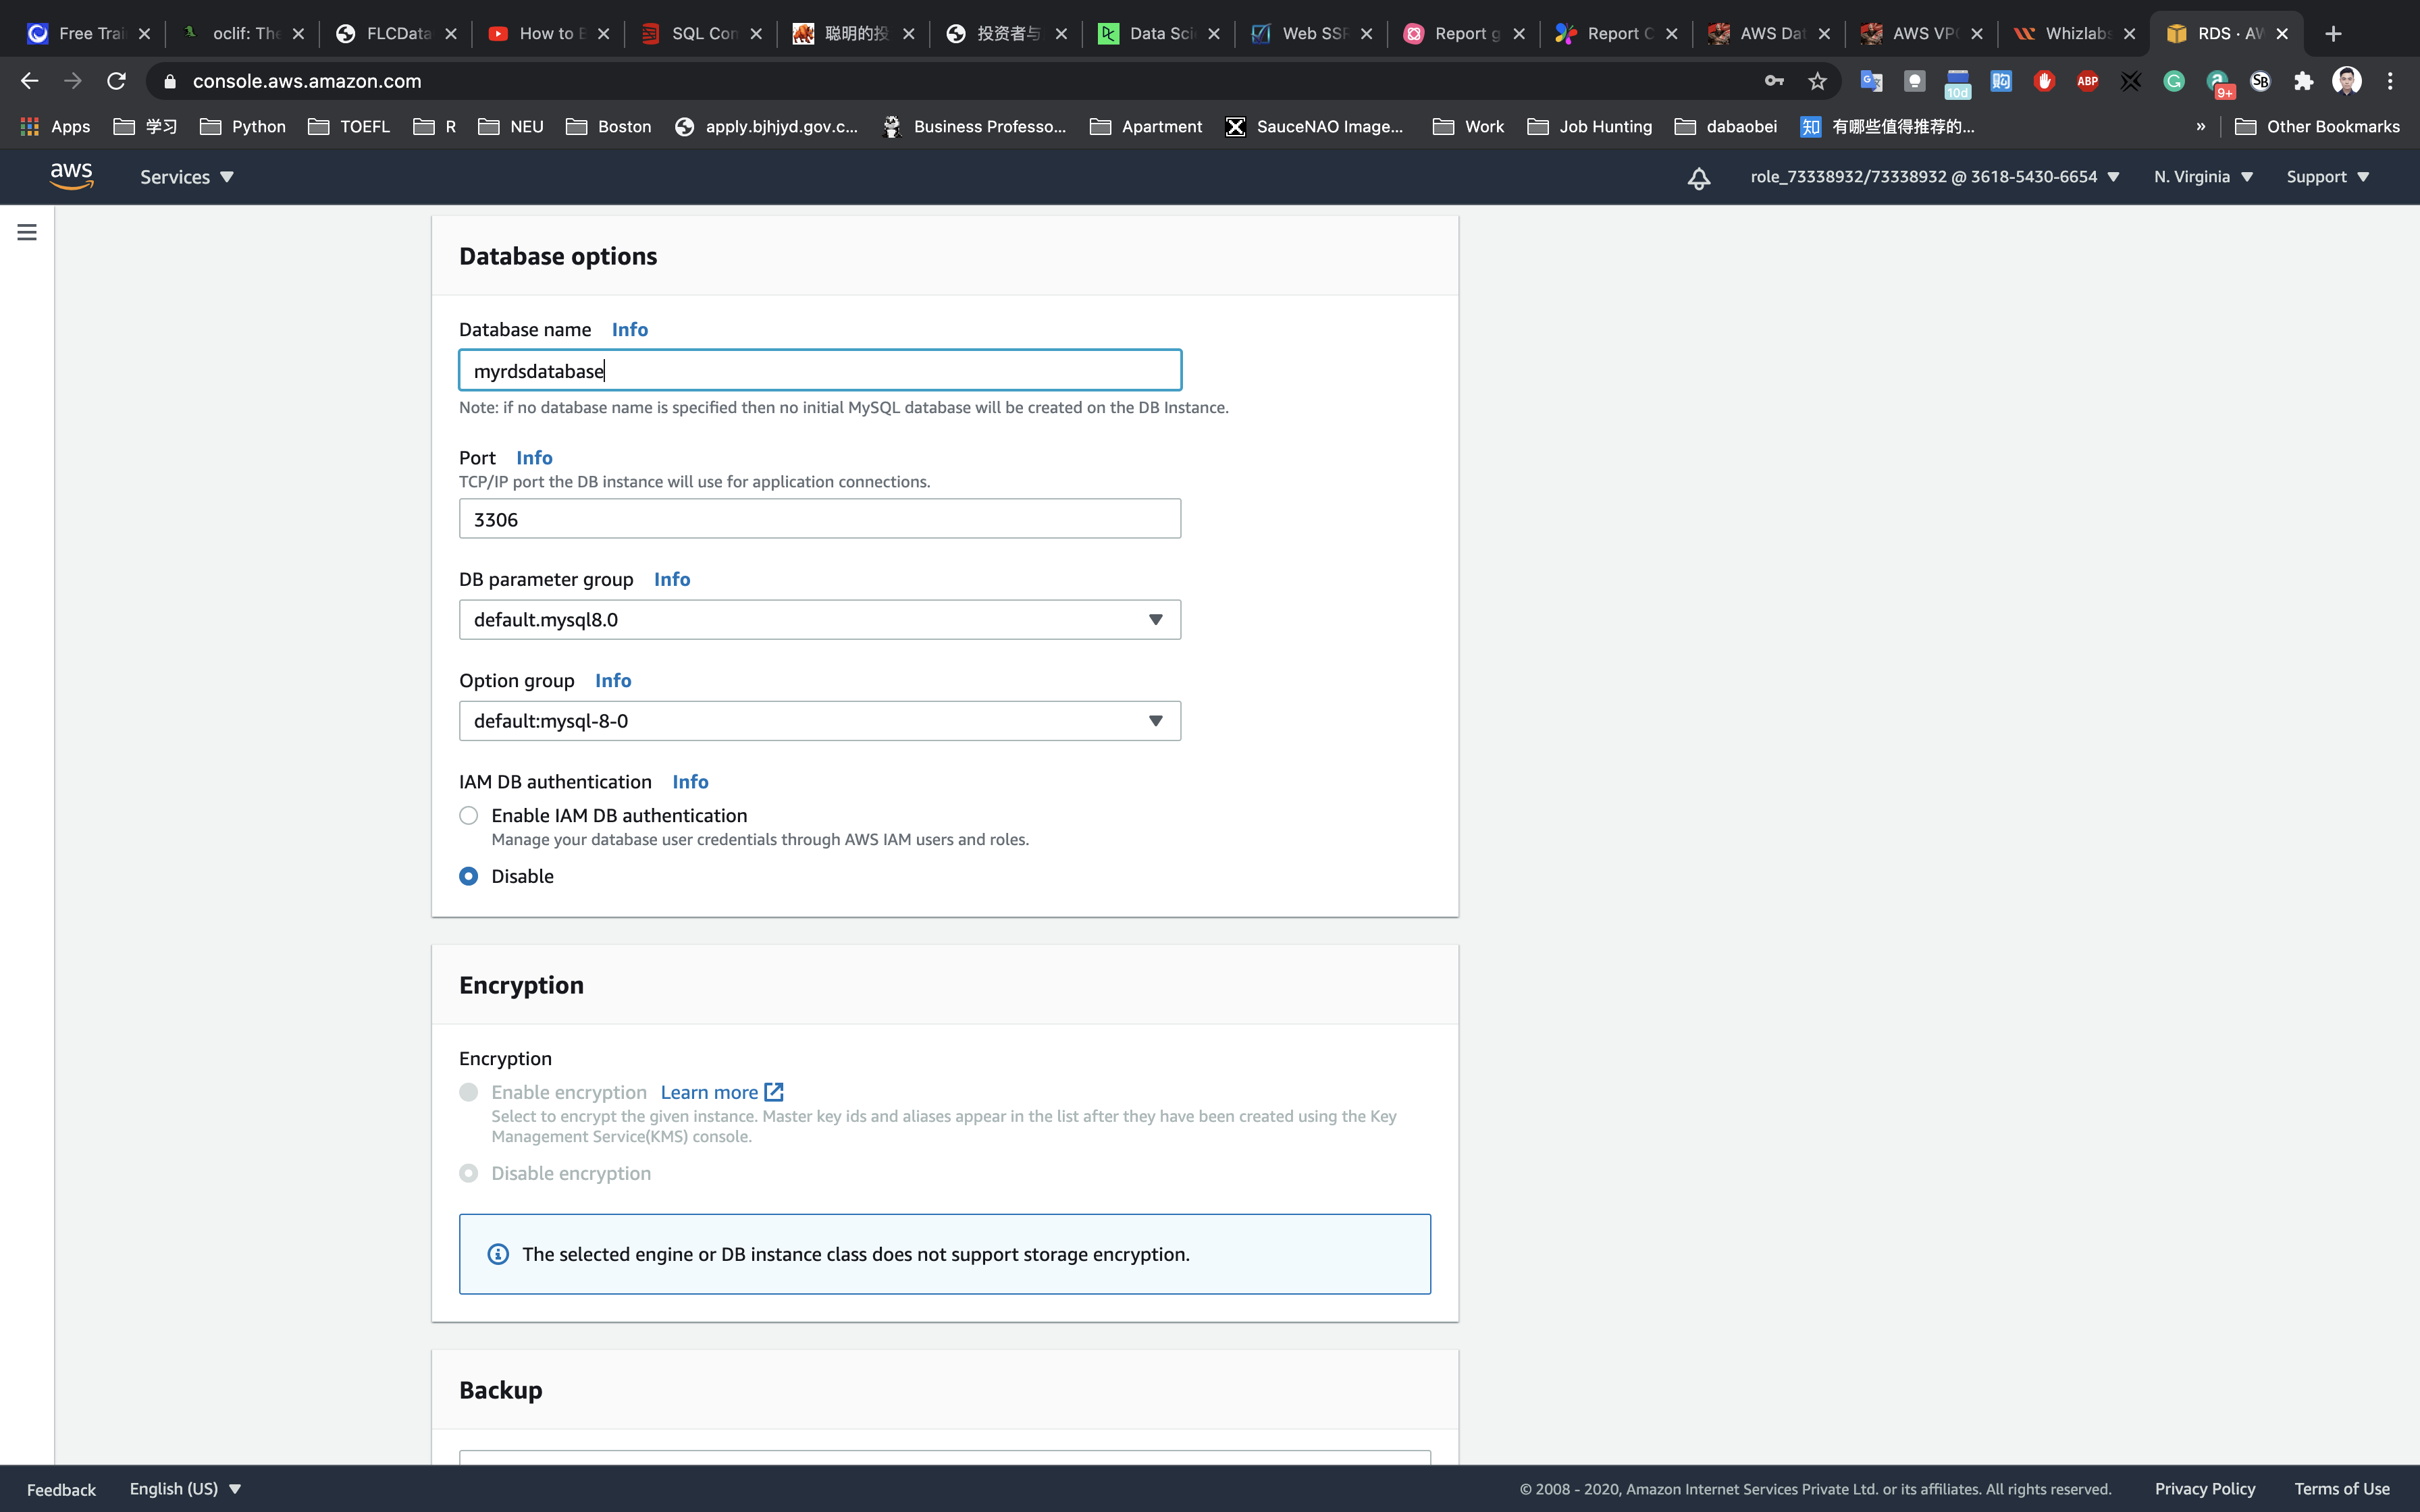 Free Trai
oclif: The
FLCData
How to E
SQL Con
聪明的投
投资者与
Data Sci
Web SSF
Report g
Report C
AWS Dat
AWS VPC
Whizlabs
RDS · AW
console.aws.amazon.com
10d
购
ABP
9+
SB
Apps
学习
Python
TOEFL
R
NEU
Boston
apply.bjhjyd.gov.c...
Business Professo...
Apartment
SauceNAO Image...
Work
Job Hunting
dabaobei
知 有哪些值得推荐的...
»
Other Bookmarks
aws
Services
role_73338932/73338932 @ 3618-5430-6654
N. Virginia
Support
Database options
Database name Info
myrdsdatabase
Note: if no database name is specified then no initial MySQL database will be created on the DB Instance.
Port Info
TCP/IP port the DB instance will use for application connections.
3306
DB parameter group Info
default.mysql8.0
Option group Info
default:mysql-8-0
IAM DB authentication Info
Enable IAM DB authentication
Manage your database user credentials through AWS IAM users and roles.
Disable
Encryption
Encryption
Enable encryption Learn more
Select to encrypt the given instance. Master key ids and aliases appear in the list after they have been created using the Key
Management Service(KMS) console.
Disable encryption
The selected engine or DB instance class does not support storage encryption.
Backup
Feedback
English (US)
© 2008 - 2020, Amazon Internet Services Private Ltd. or its affiliates. All rights reserved.
Privacy Policy
Terms of Use